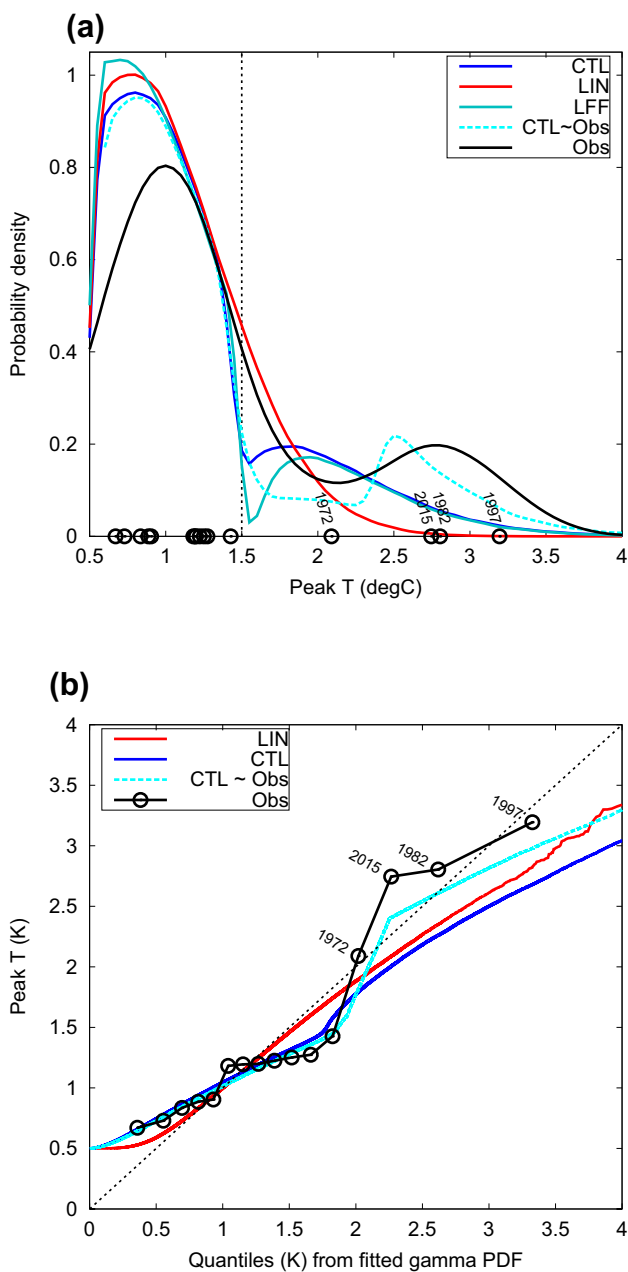 (a)
CTL
LIN
LFF
CTL~Obs
Obs
1
0.8
0.6
0.4
0.2
0
Probability density
1972
2015
1982
1997
0.5
1
1.5
2
2.5
3
3.5
4
Peak T (degC)
(b)
LIN
CTL
CTL ~ Obs
Obs
4
3.5
3
2.5
2
1.5
1
0.5
0
Peak T (K)
1997
1982
2015
1972
0
0.5
1
1.5
2
2.5
3
3.5
4
Quantiles (K) from fitted gamma PDF